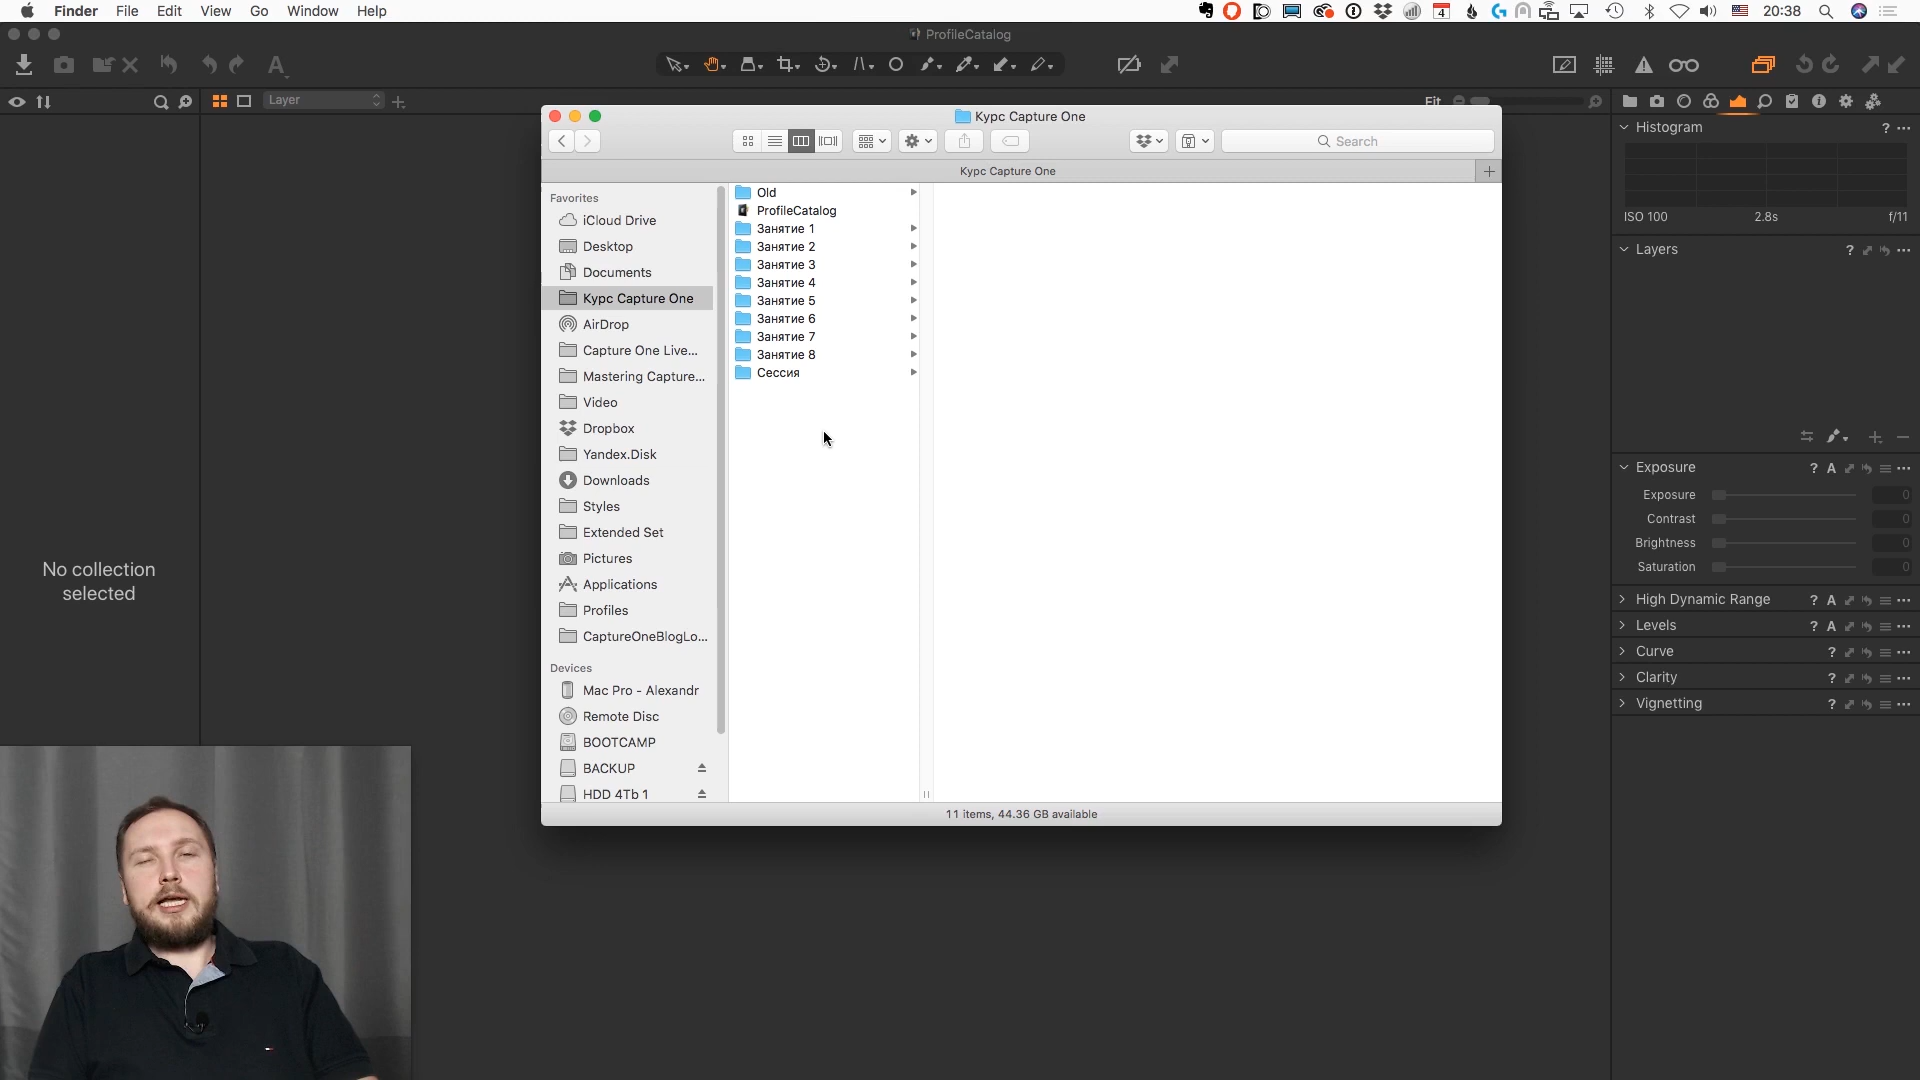 Finder File Edit View Go Window Help 4 20:38
ProfileCatalog
Layer
Fit
Курс Capture One
Search
Курс Capture One
Favorites
iCloud Drive
Desktop
Documents
Курс Capture One
AirDrop
Capture One Live...
Mastering Capture...
Video
Dropbox
Yandex.Disk
Downloads
Styles
Extended Set
Pictures
Applications
Profiles
CaptureOneBlogLo...
Devices
Mac Pro - Alexandr
Remote Disc
BOOTCAMP
BACKUP
HDD 4Tb 1
Old
ProfileCatalog
Занятие 1
Занятие 2
Занятие 3
Занятие 4
Занятие 5
Занятие 6
Занятие 7
Занятие 8
Сессия
11 items, 44.36 GB available
No collection
selected
Histogram ?
ISO 100 2.8s f/11
Layers ?
Exposure ? A
Exposure 0
Contrast 0
Brightness 0
Saturation 0
High Dynamic Range ? A
Levels ? A
Curve ?
Clarity ?
Vignetting ?